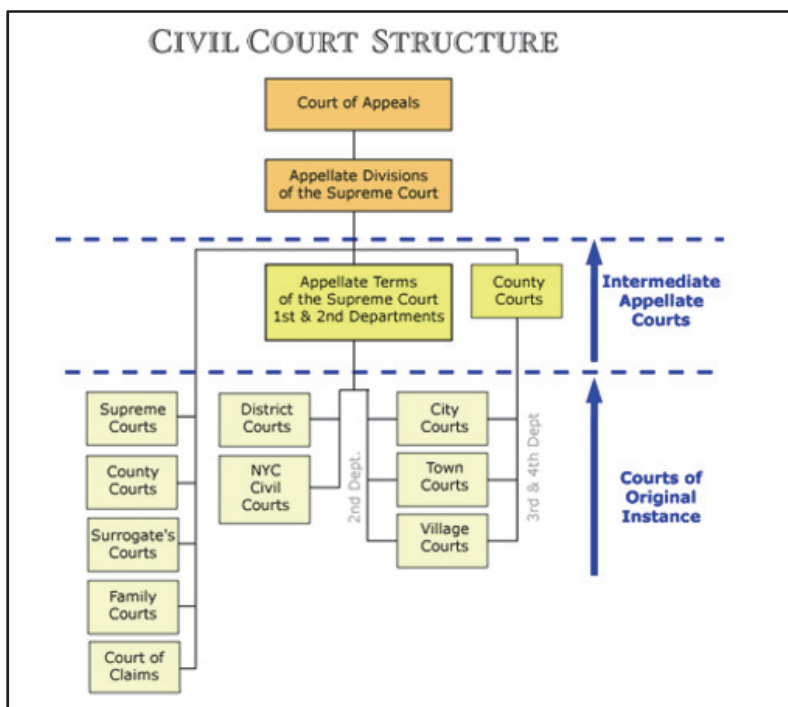 CIVIL COURT STRUCTURE
Court of Appeals
Appellate Divisions
of the Supreme Court
Appellate Terms
of the Supreme Court
1st & 2nd Departments
County
Courts
Intermediate
Appellate
Courts
Supreme
Courts
County
Courts
Surrogate's
Courts
Family
Courts
Court of
Claims
District
Courts
NYC
Civil
Courts
2nd Dept.
City
Courts
Town
Courts
Village
Courts
3rd & 4th Dept
Courts of
Original
Instance